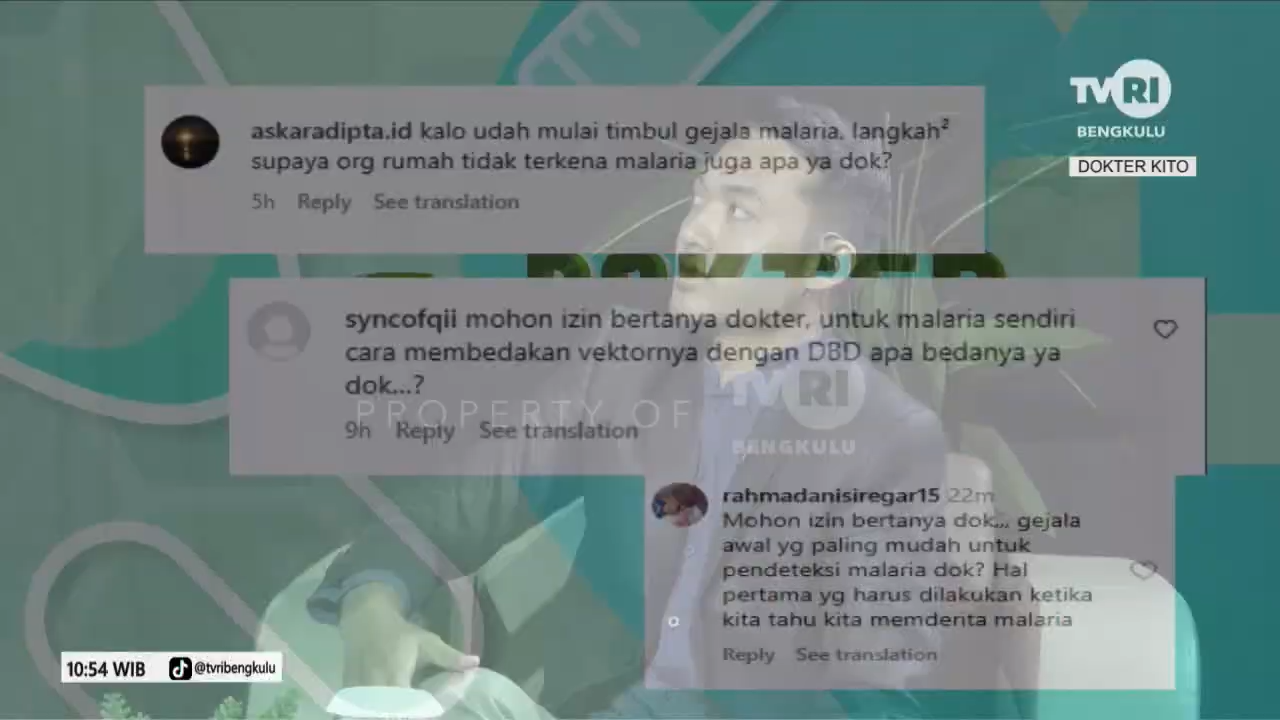 TVRI
BENGKULU
DOKTER KITO
askaradipta.id kalo udah mulai timbul gejala malaria, langkah²
supaya org rumah tidak terkena malaria juga apa ya dok?
5h Reply See translation
DOKTER
syncofqii mohon izin bertanya dokter, untuk malaria sendiri
cara membedakan vektornya dengan DBD apa bedanya ya
dok...?
9h Reply See translation
PROPERTY OF TVRI
BENGKULU
rahmadanisiregar15 22m
Mohon izin bertanya dok,,, gejala
awal yg paling mudah untuk
pendeteksi malaria dok? Hal
pertama yg harus dilakukan ketika
kita tahu kita memderita malaria
Reply See translation
10:54 WIB @tvribengkulu